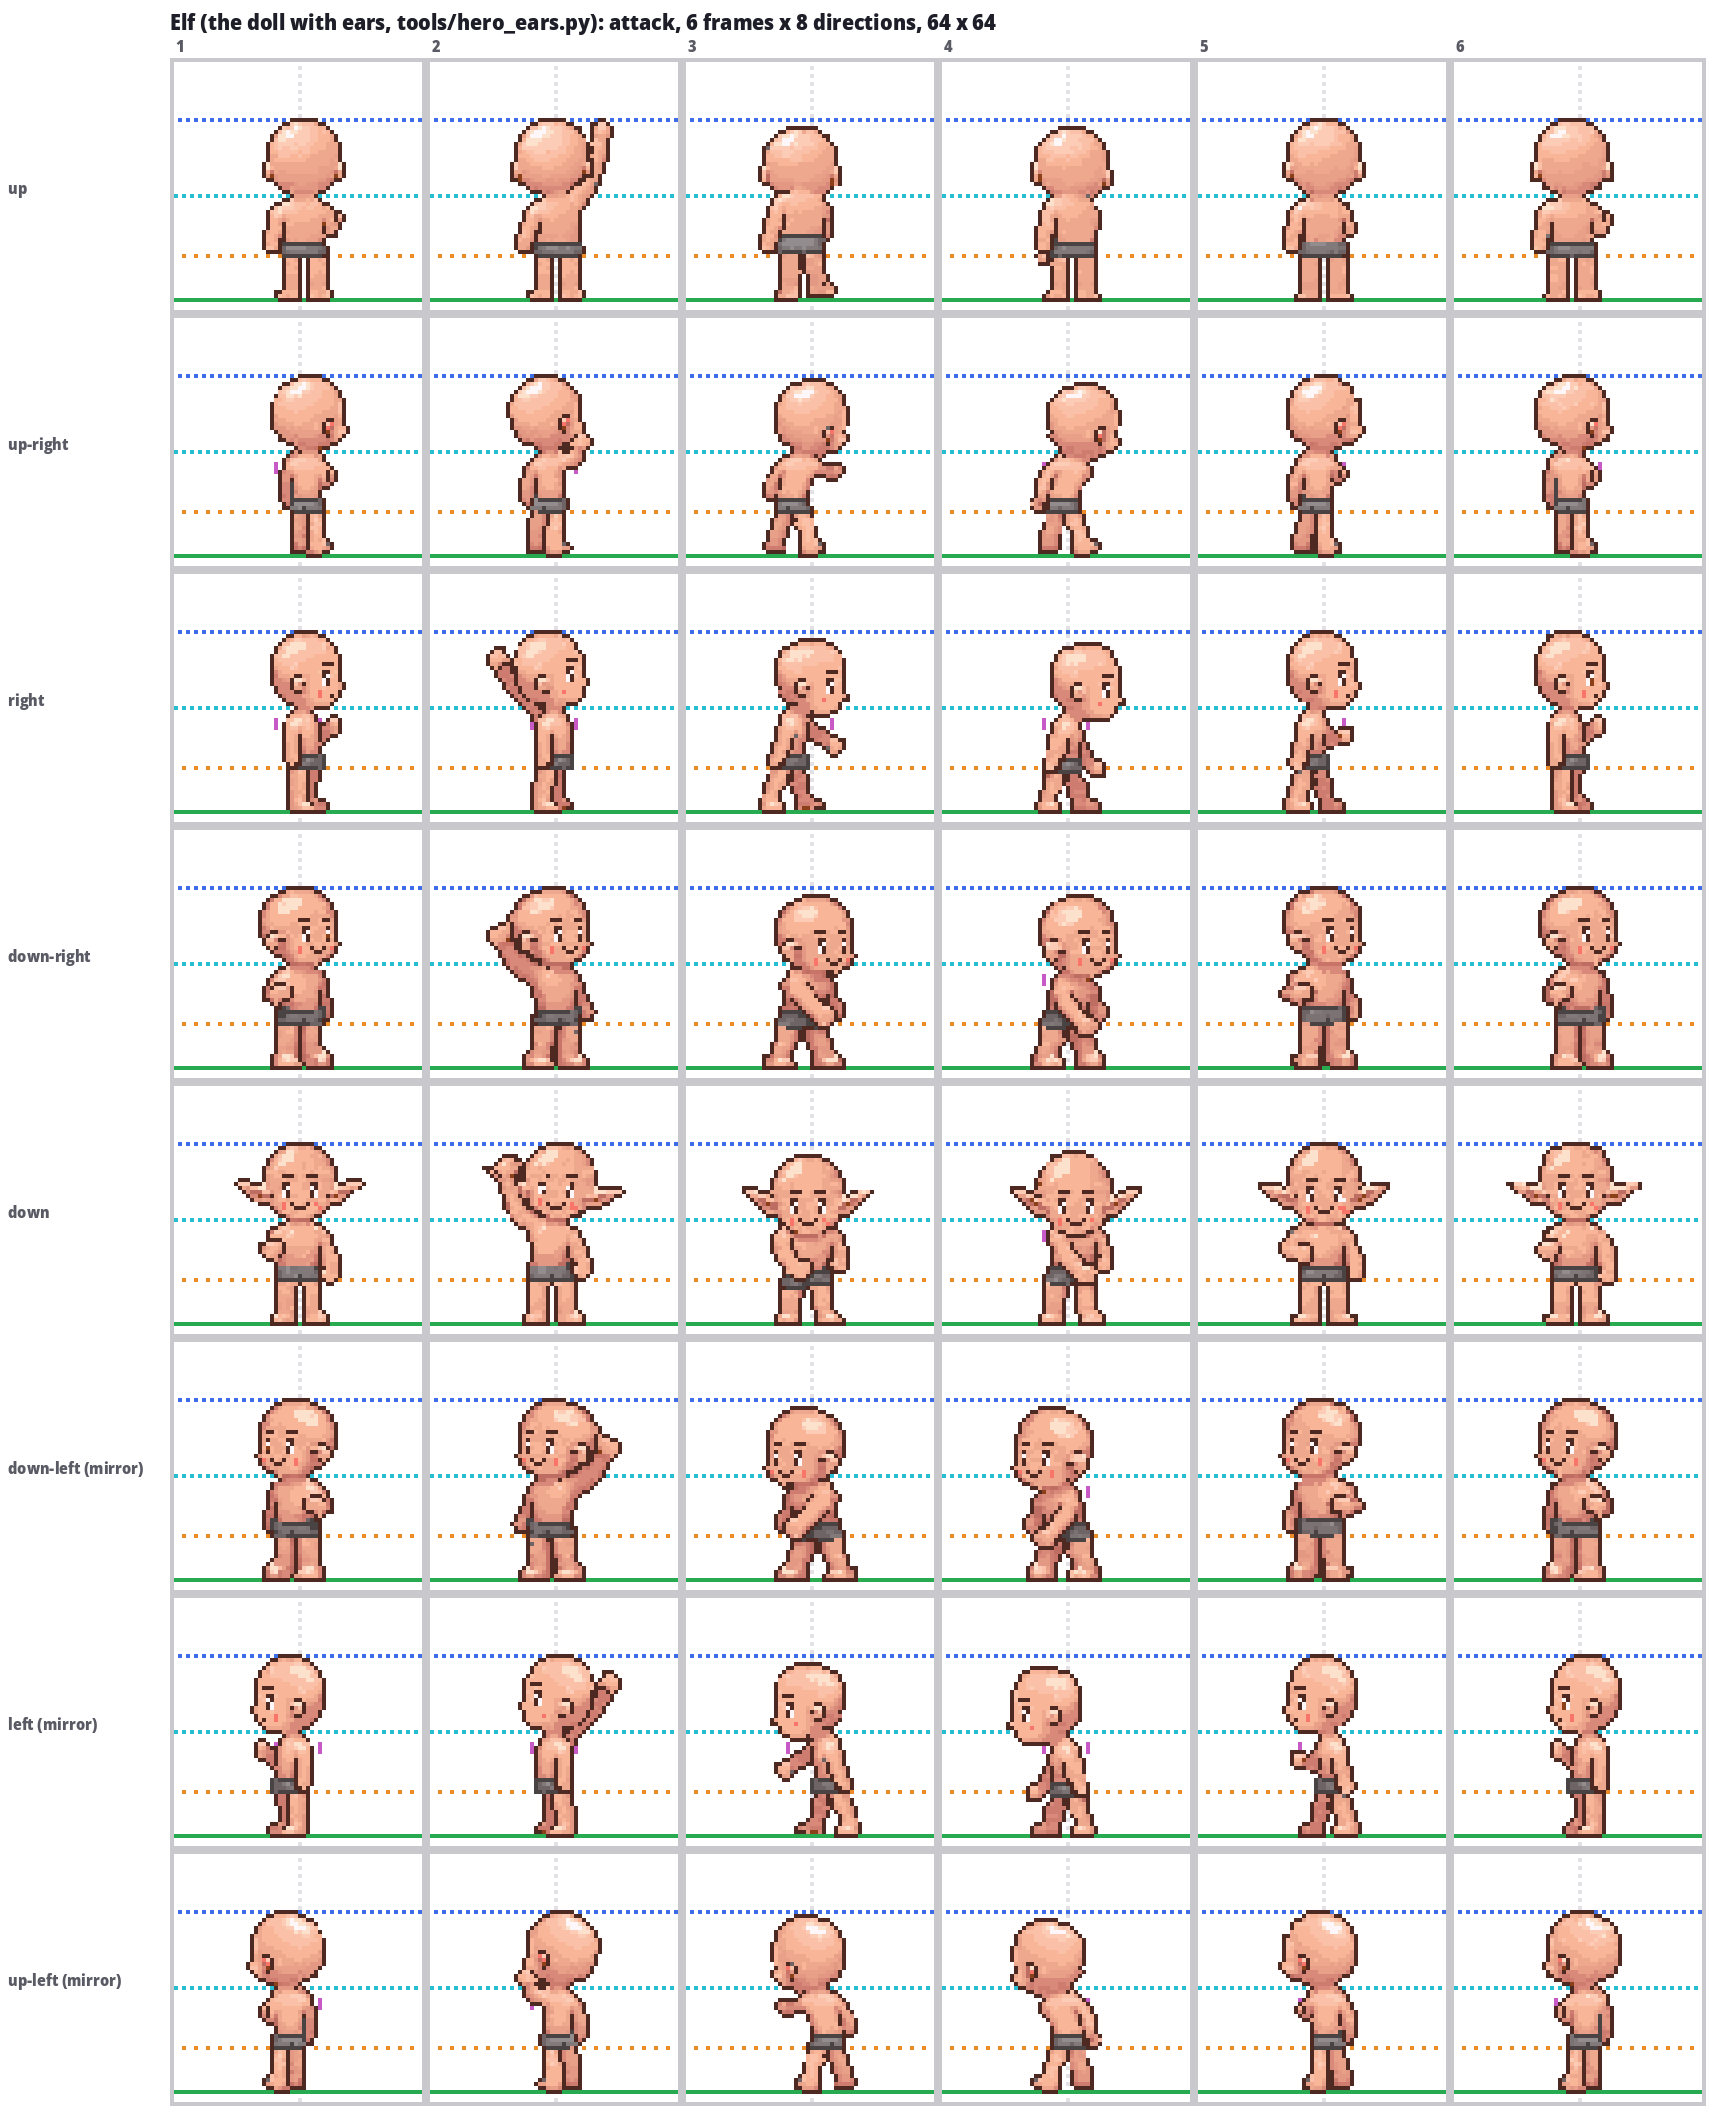 Elf (the doll with ears, tools/hero_ears.py): attack, 6 frames x 8 directions, 64 x 64
1 2 3 4 5 6
up
up-right
right
down-right
down
down-left (mirror)
left (mirror)
up-left (mirror)